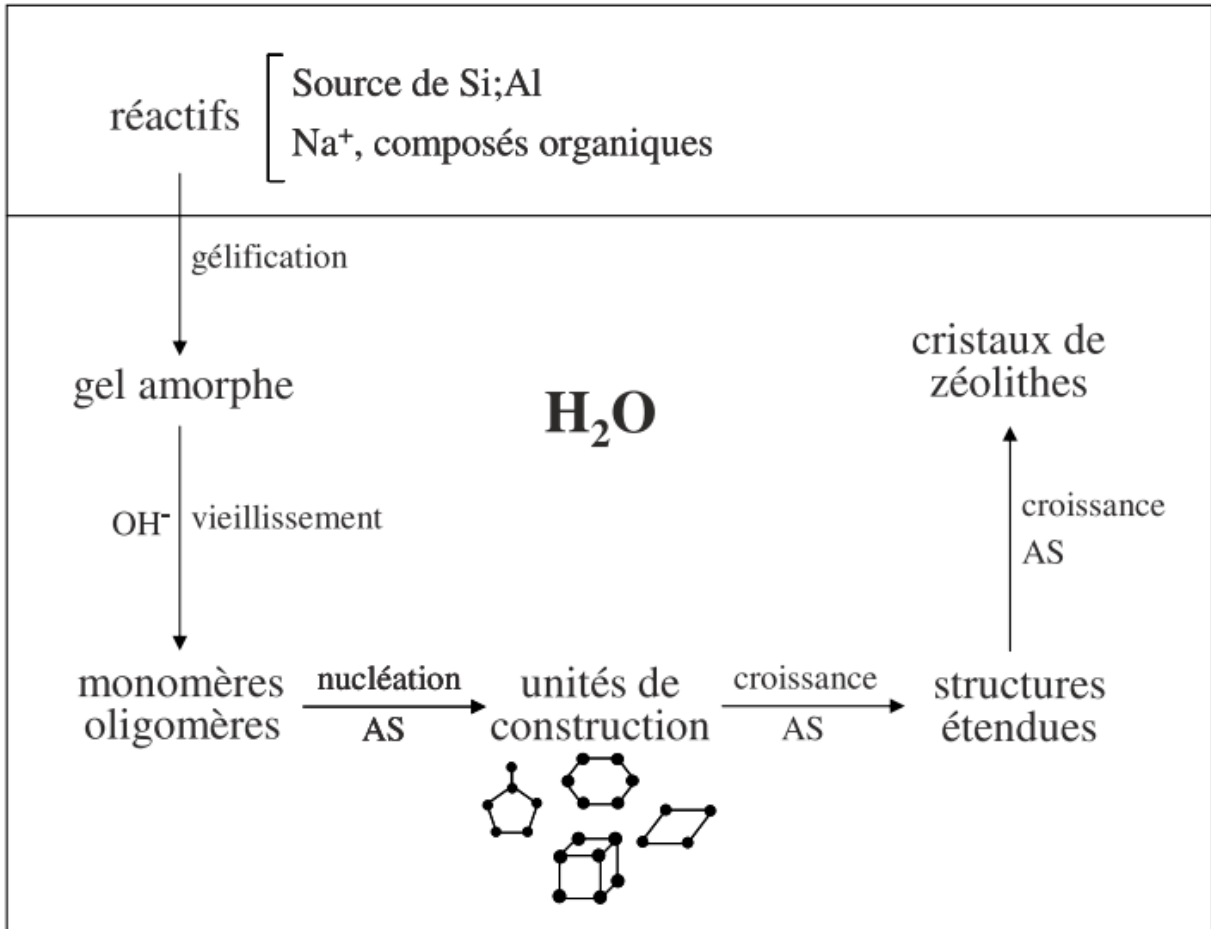 réactifs
Source de Si;Al
Na⁺, composés organiques
gélification
gel amorphe
H₂O
OH⁻
vieillissement
monomères
oligomères
nucléation
AS
unités de
construction
croissance
AS
structures
étendues
croissance
AS
cristaux de
zéolithes